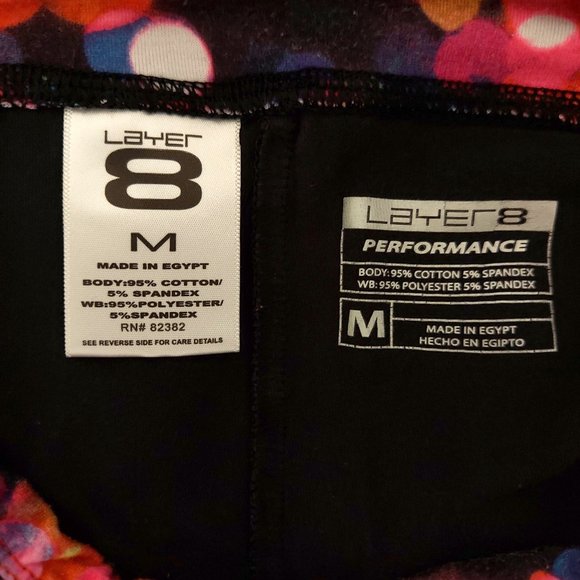 LAYER
8
M
MADE IN EGYPT
BODY:95% COTTON/
5% SPANDEX
WB:95%POLYESTER/
5%SPANDEX
RN# 82382
SEE REVERSE SIDE FOR CARE DETAILS
LAYER8
PERFORMANCE
BODY:95% COTTON 5% SPANDEX
WB: 95% POLYESTER 5% SPANDEX
M
MADE IN EGYPT
HECHO EN EGIPTO